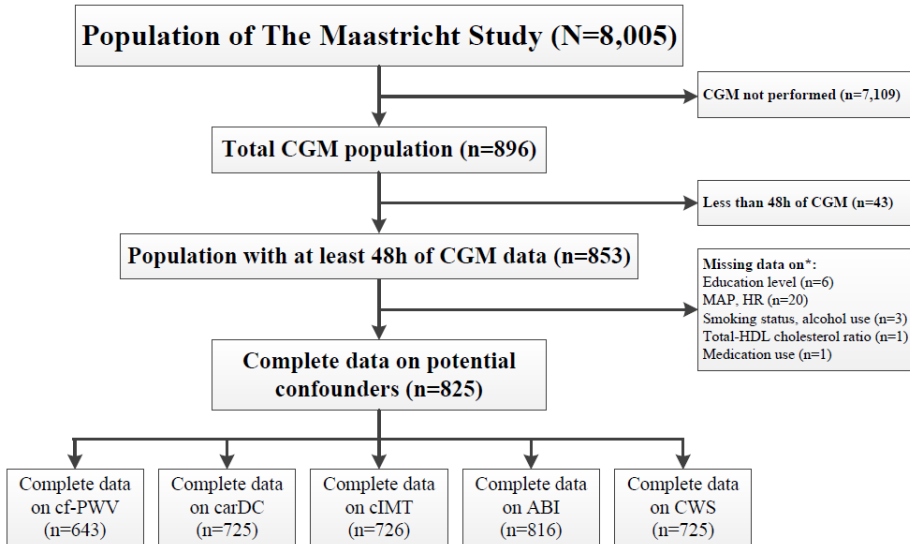 Population of The Maastricht Study (N=8,005)
CGM not performed (n=7,109)
Total CGM population (n=896)
Less than 48h of CGM (n=43)
Population with at least 48h of CGM data (n=853)
Missing data on*:
Education level (n=6)
MAP, HR (n=20)
Smoking status, alcohol use (n=3)
Total-HDL cholesterol ratio (n=1)
Medication use (n=1)
Complete data on potential
confounders (n=825)
Complete data
on cf-PWV
(n=643)
Complete data
on carDC
(n=725)
Complete data
on cIMT
(n=726)
Complete data
on ABI
(n=816)
Complete data
on CWS
(n=725)